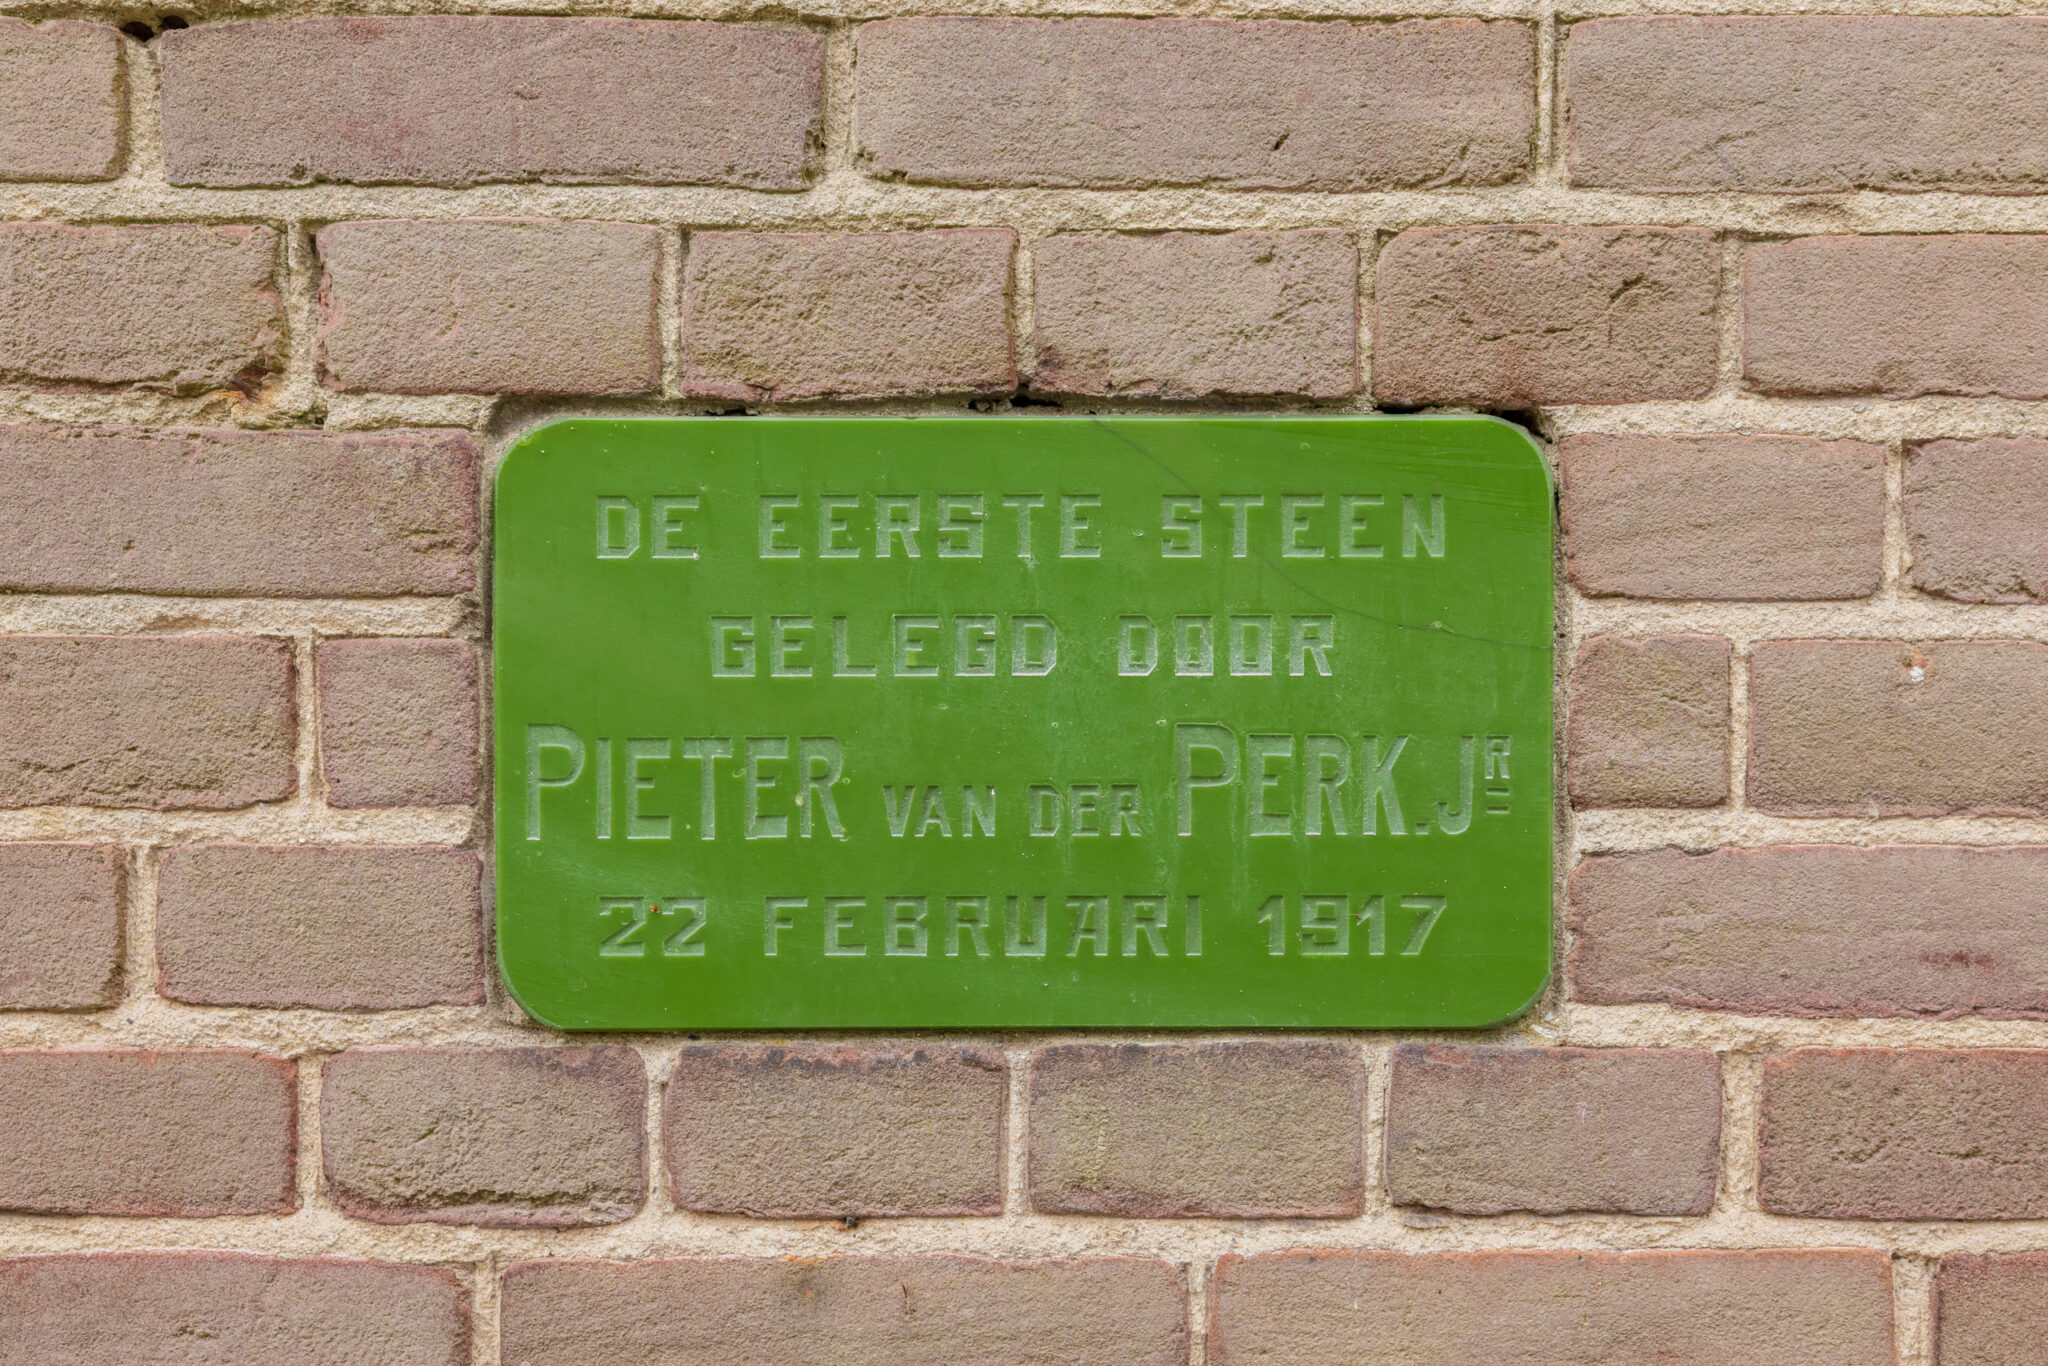 DE EERSTE STEEN
GELEGD DOOR
PIETER VAN DER PERK. JR
22 FEBRUARI 1917